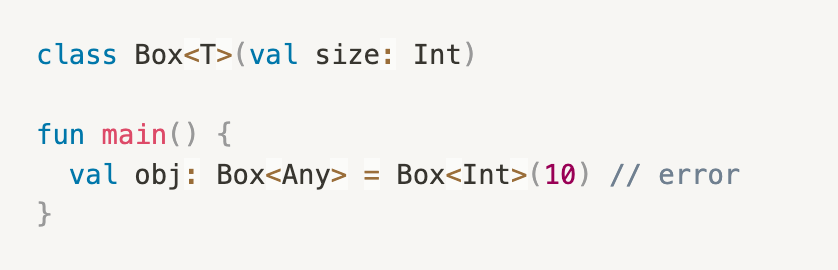 class Box<T>(val size: Int)
fun main() {
  val obj: Box<Any> = Box<Int>(10) // error
}